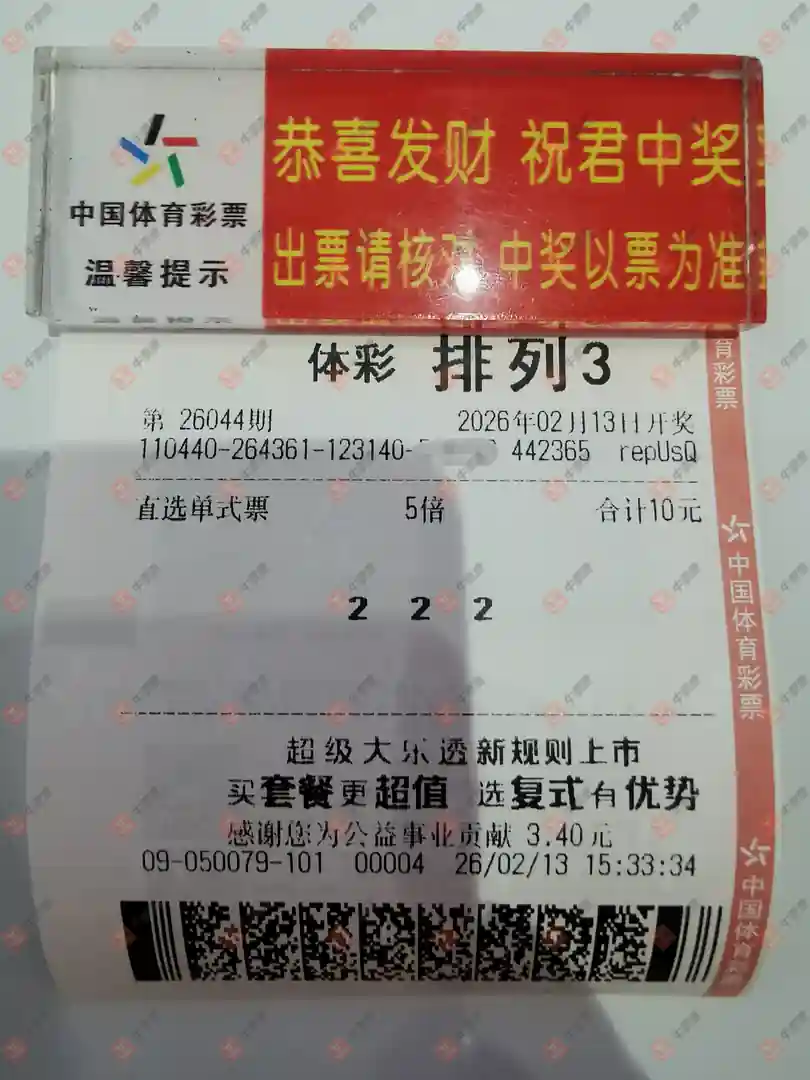 中国体育彩票
温馨提示
恭喜发财 祝君中奖
出票请核对 中奖以票为准
体彩 排列3
第 26044期 2026年02月13日开奖
110440-264361-123140- 442365 repUsQ
直选单式票 5倍 合计10元
2 2 2
超级大乐透新规则上市
买套餐更超值 选复式有优势
感谢您为公益事业贡献 3.40元
09-050079-101 00004 26/02/13 15:33:34
育彩票
中国体育彩票
中国体育彩